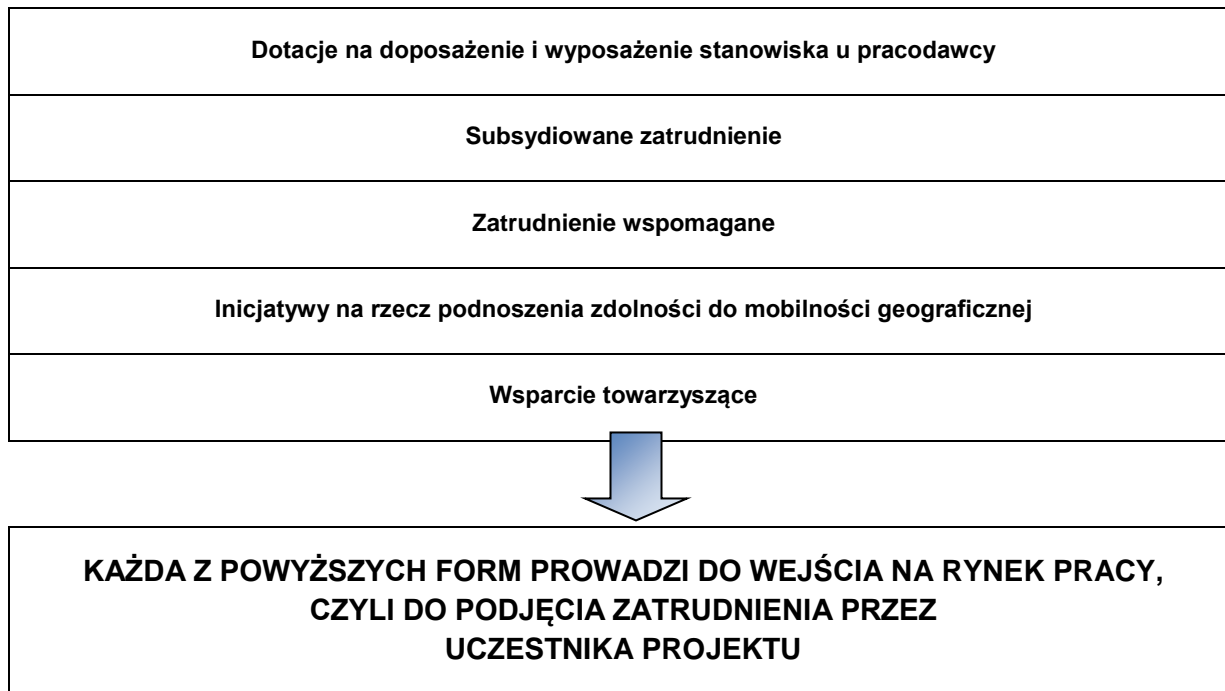 Dotacje na doposażenie i wyposażenie stanowiska u pracodawcy
Subsydiowane zatrudnienie
Zatrudnienie wspomagane
Inicjatywy na rzecz podnoszenia zdolności do mobilności geograficznej
Wsparcie towarzyszące
KAŻDA Z POWYŻSZYCH FORM PROWADZI DO WEJŚCIA NA RYNEK PRACY,
CZYLI DO PODJĘCIA ZATRUDNIENIA PRZEZ
UCZESTNIKA PROJEKTU